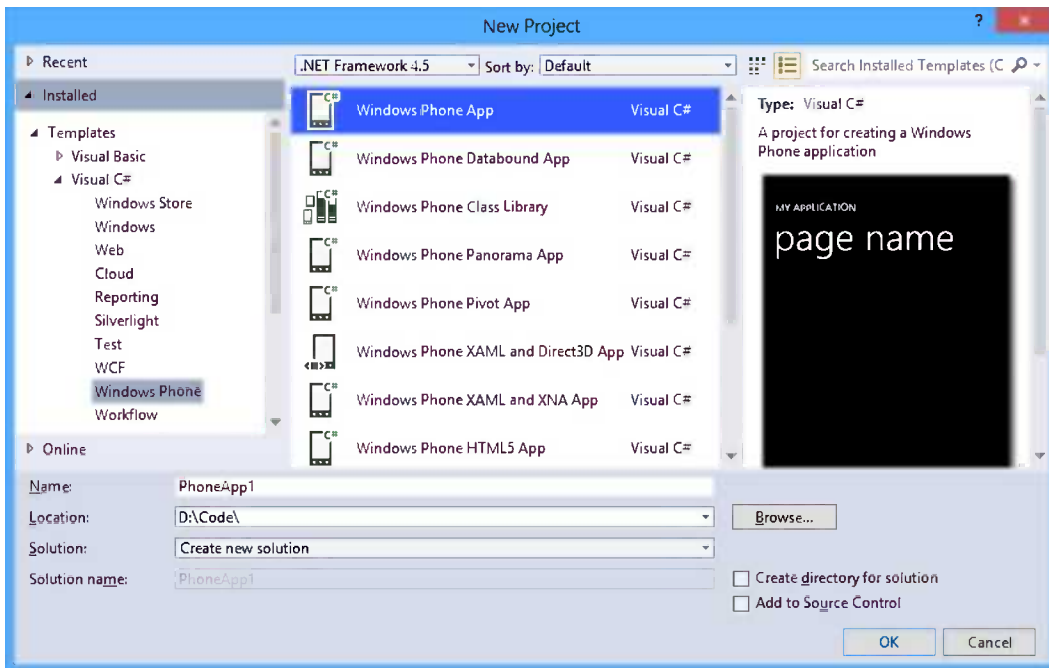 New Project
?
Recent
.NET Framework 4.5
Sort by: Default
Search Installed Templates (C
Installed
Templates
Visual Basic
Visual C#
Windows Store
Windows
Web
Cloud
Reporting
Silverlight
Test
WCF
Windows Phone
Workflow
Online
Windows Phone App Visual C#
Windows Phone Databound App Visual C#
Windows Phone Class Library Visual C#
Windows Phone Panorama App Visual C#
Windows Phone Pivot App Visual C#
Windows Phone XAML and Direct3D App Visual C#
Windows Phone XAML and XNA App Visual C#
Windows Phone HTML5 App Visual C#
Type: Visual C#
A project for creating a Windows
Phone application
MY APPLICATION
page name
Name: PhoneApp1
Location: D:\Code\
Browse...
Solution: Create new solution
Solution name: PhoneApp1
Create directory for solution
Add to Source Control
OK
Cancel